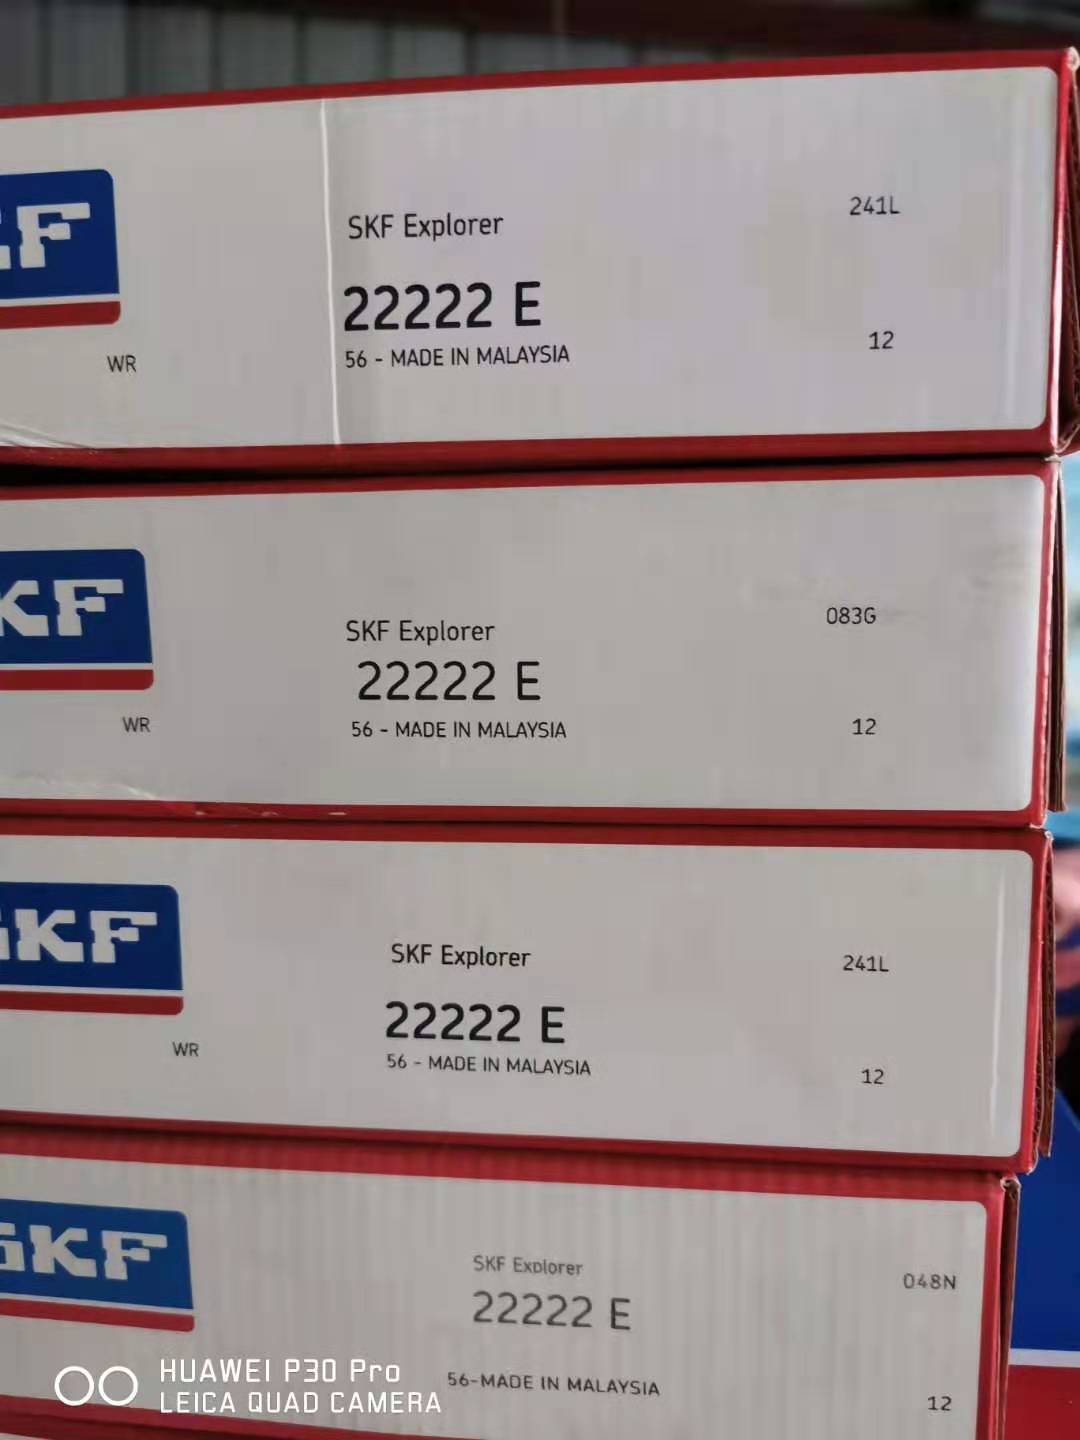 KF
SKF Explorer
241L
22222 E
56 - MADE IN MALAYSIA
12
WR
KF
SKF Explorer
083G
22222 E
56 - MADE IN MALAYSIA
12
WR
SKF
SKF Explorer
241L
22222 E
56 - MADE IN MALAYSIA
12
WR
SKF
SKF Explorer
048N
22222 E
56-MADE IN MALAYSIA
12
HUAWEI P30 Pro
LEICA QUAD CAMERA